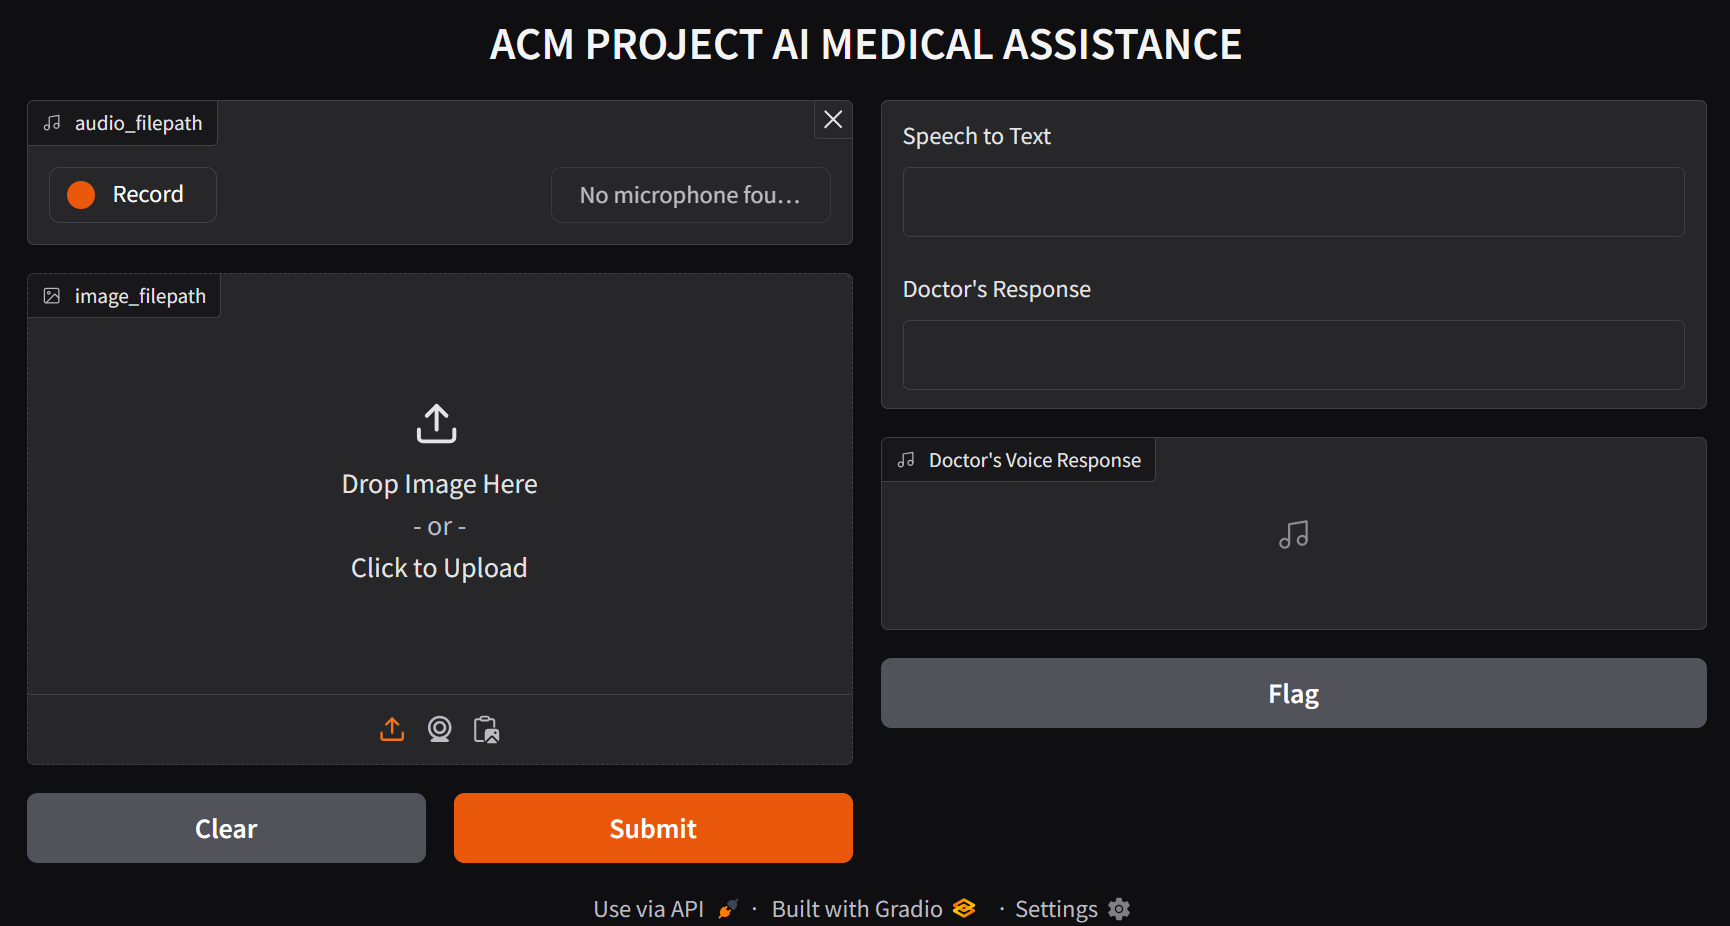 ACM PROJECT AI MEDICAL ASSISTANCE
audio_filepath
Record
No microphone fou...
image_filepath
Drop Image Here
- or -
Click to Upload
Clear
Submit
Speech to Text
Doctor's Response
Doctor's Voice Response
Flag
Use via API · Built with Gradio · Settings